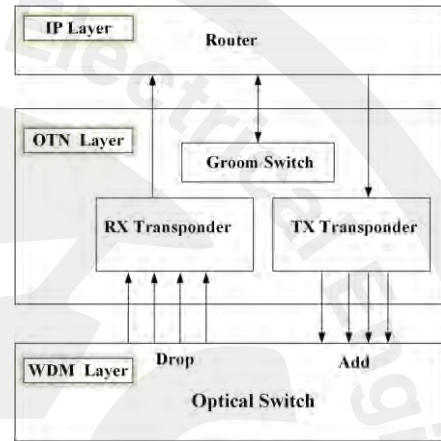 IP Layer
Router
OTN Layer
Groom Switch
RX Transponder
TX Transponder
Drop
Add
WDM Layer
Optical Switch